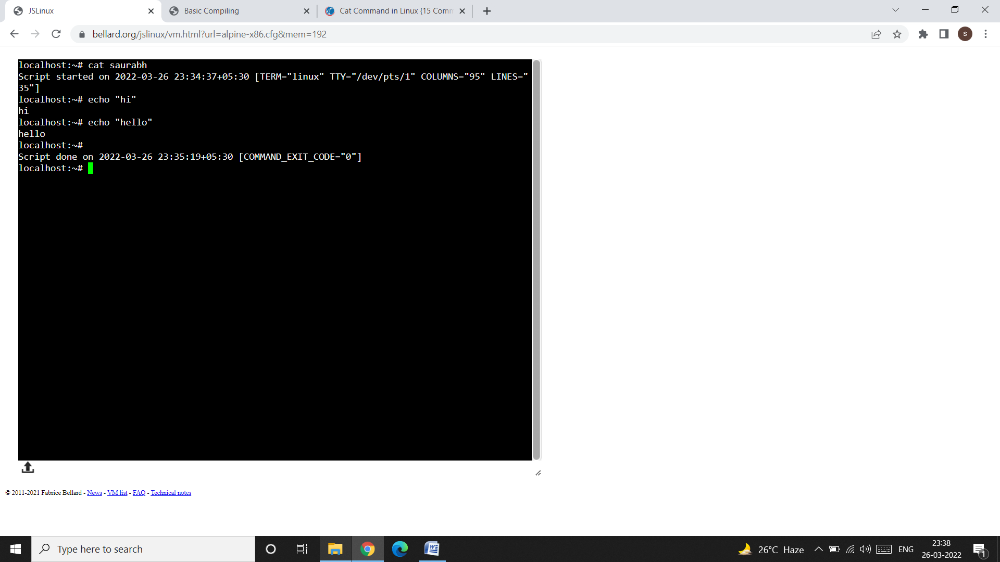 JSLinux
Basic Compiling
Cat Command in Linux {15 Comm
bellard.org/jslinux/vm.html?url=alpine-x86.cfg&mem=192
S
localhost:~# cat saurabh
Script started on 2022-03-26 23:34:37+05:30 [TERM="linux" TTY="/dev/pts/1" COLUMNS="95" LINES="
35"]
localhost:~# echo "hi"
hi
localhost:~# echo "hello"
hello
localhost:~#
Script done on 2022-03-26 23:35:19+05:30 [COMMAND_EXIT_CODE="0"]
localhost:~#
© 2011-2021 Fabrice Bellard - News - VM list - FAQ - Technical notes
Type here to search
26°C Haze
ENG
23:38
26-03-2022
1